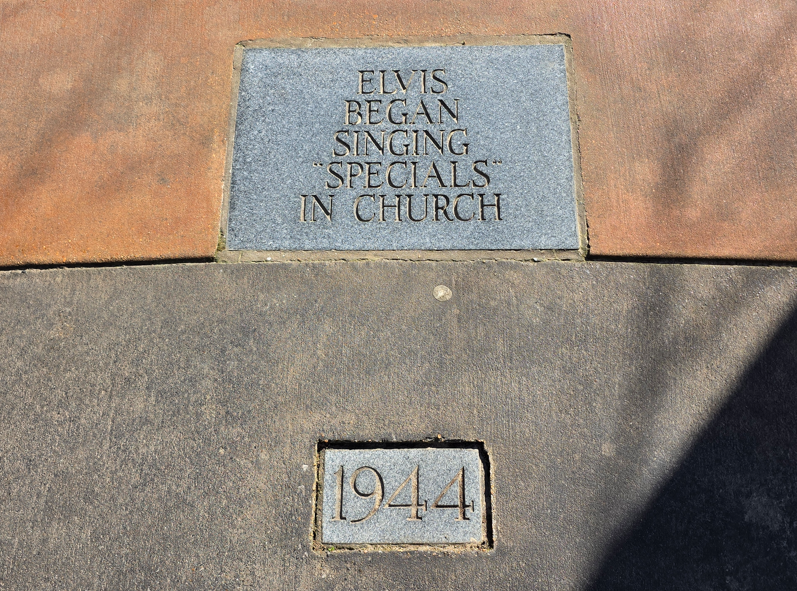 ELVIS
BEGAN
SINGING
"SPECIALS"
IN CHURCH
1944